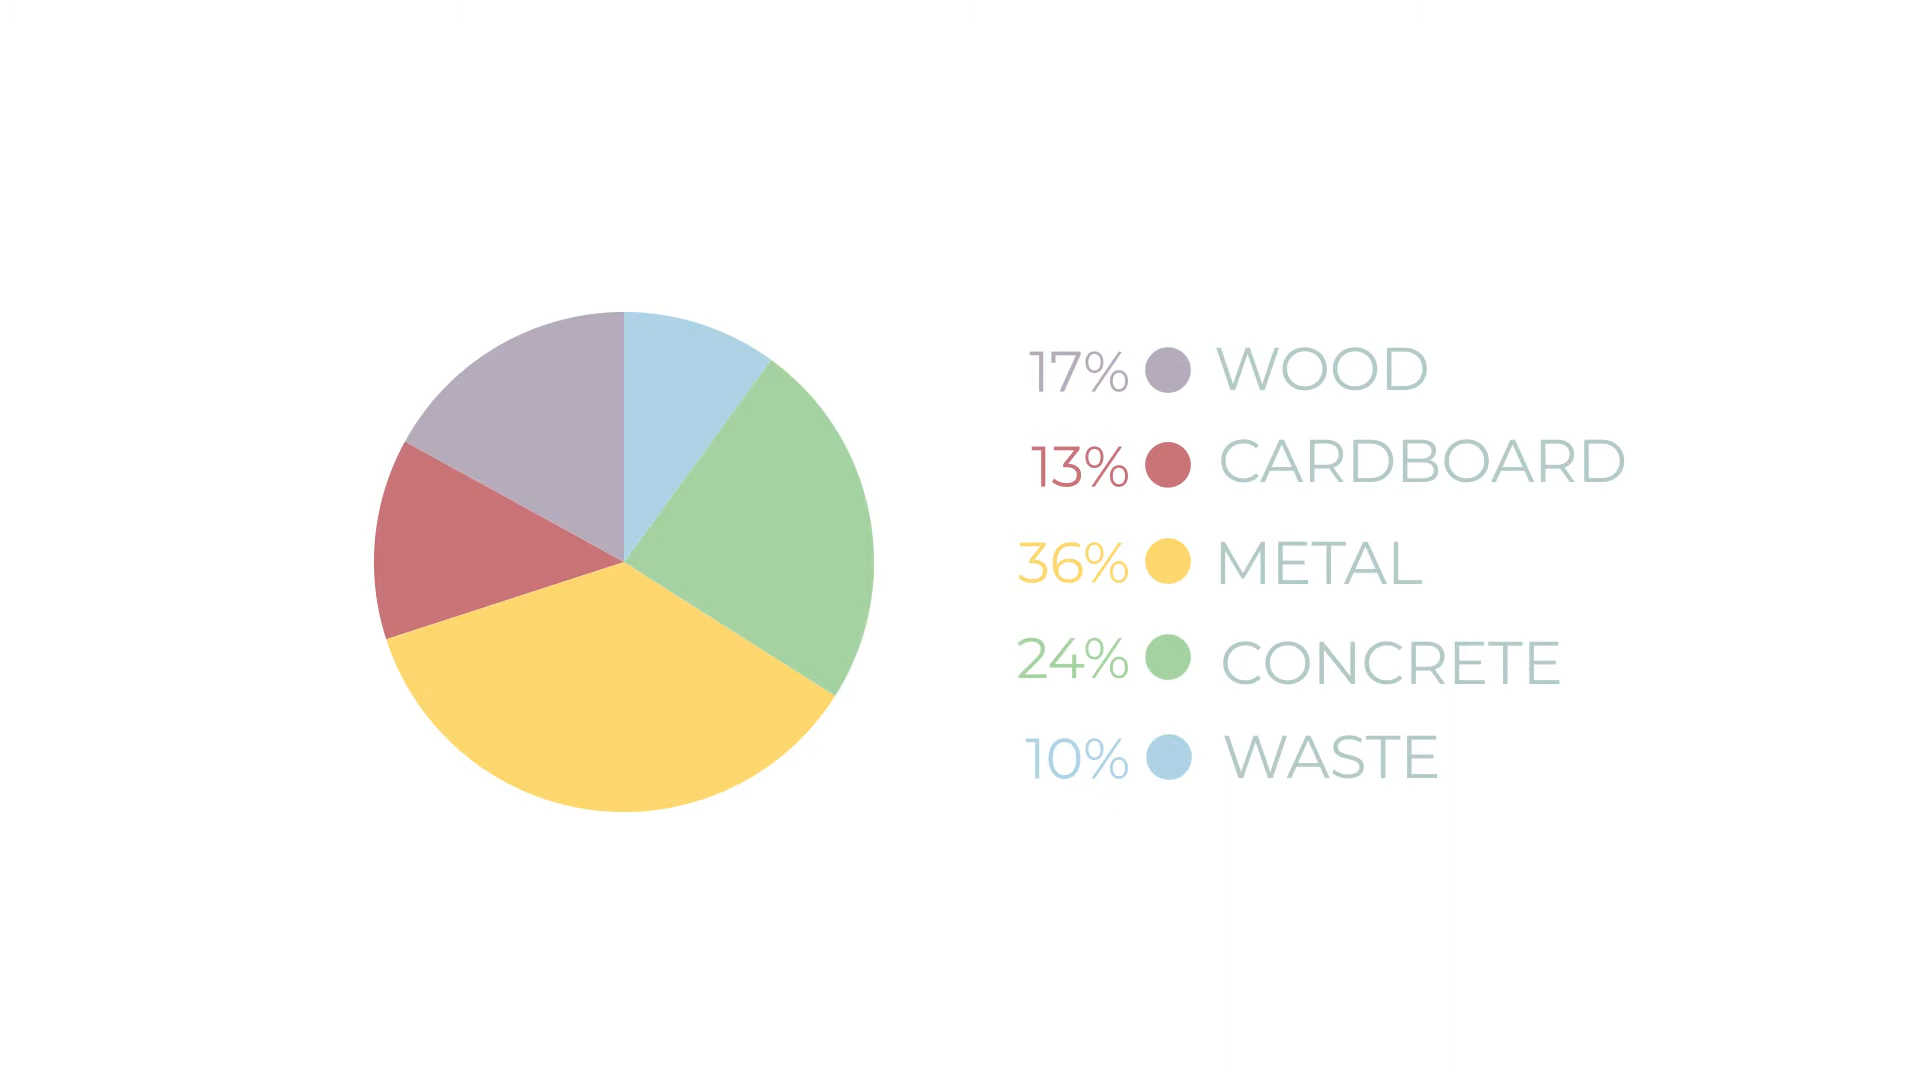 17% WOOD
13% CARDBOARD
36% METAL
24% CONCRETE
10% WASTE